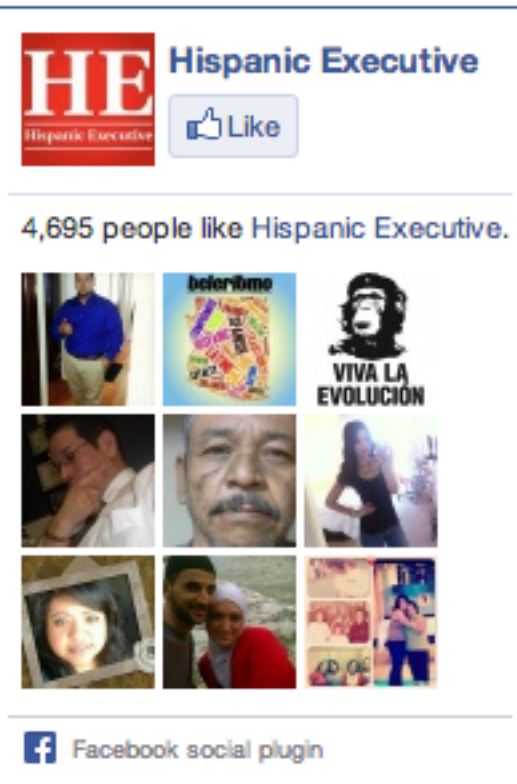 HE
Hispanic Executive
Hispanic Executive
Like
4,695 people like Hispanic Executive.
VIVA LA
EVOLUCIÓN
Facebook social plugin